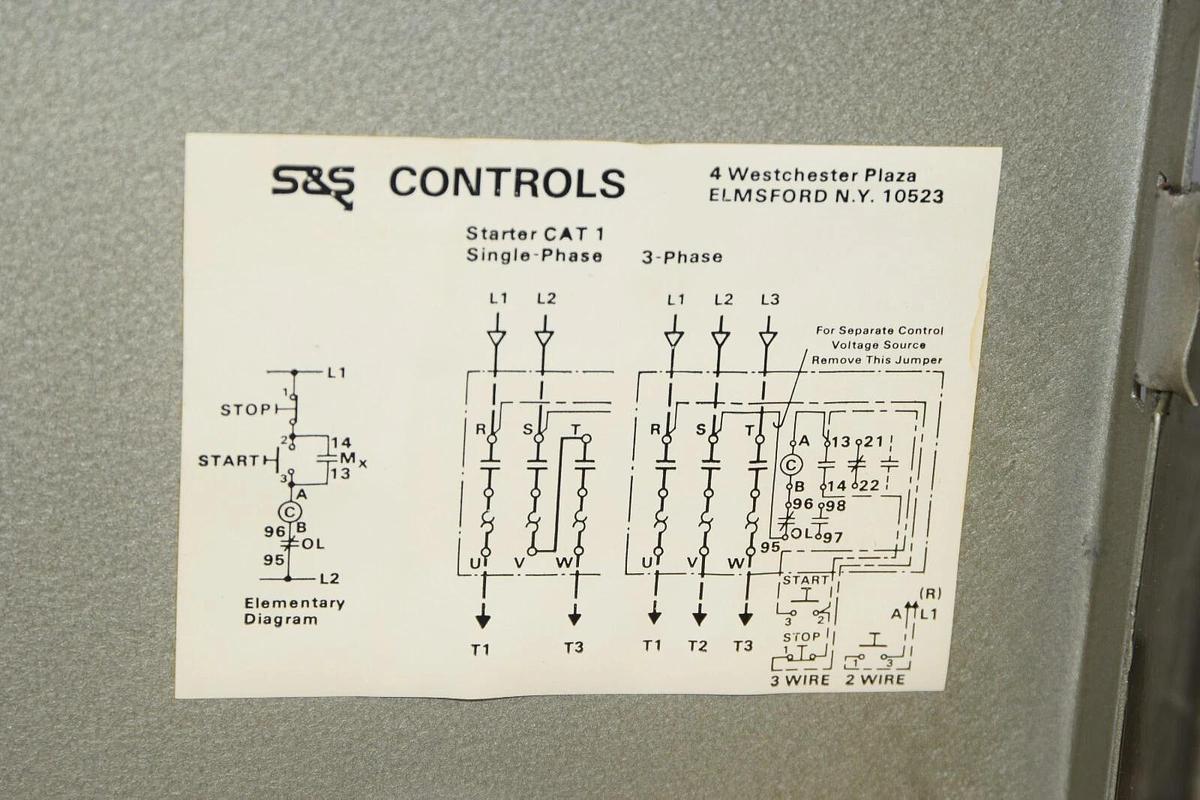 S&S CONTROLS
4 Westchester Plaza
ELMSFORD N.Y. 10523
Starter CAT 1
Single-Phase
3-Phase
L1 L2
L1 L2 L3
For Separate Control
Voltage Source
Remove This Jumper
L1
1
STOP
2
14
START
Mx
13
3
A
C
96 B
OL
95
L2
Elementary
Diagram
R S T
U V W
T1 T3
R S T
A 13 21
C
B 14 22
96 98
95 OL 97
U V W
T1 T2 T3
START
3 2
STOP
1
3 WIRE
(R)
A L1
1 3
2 WIRE